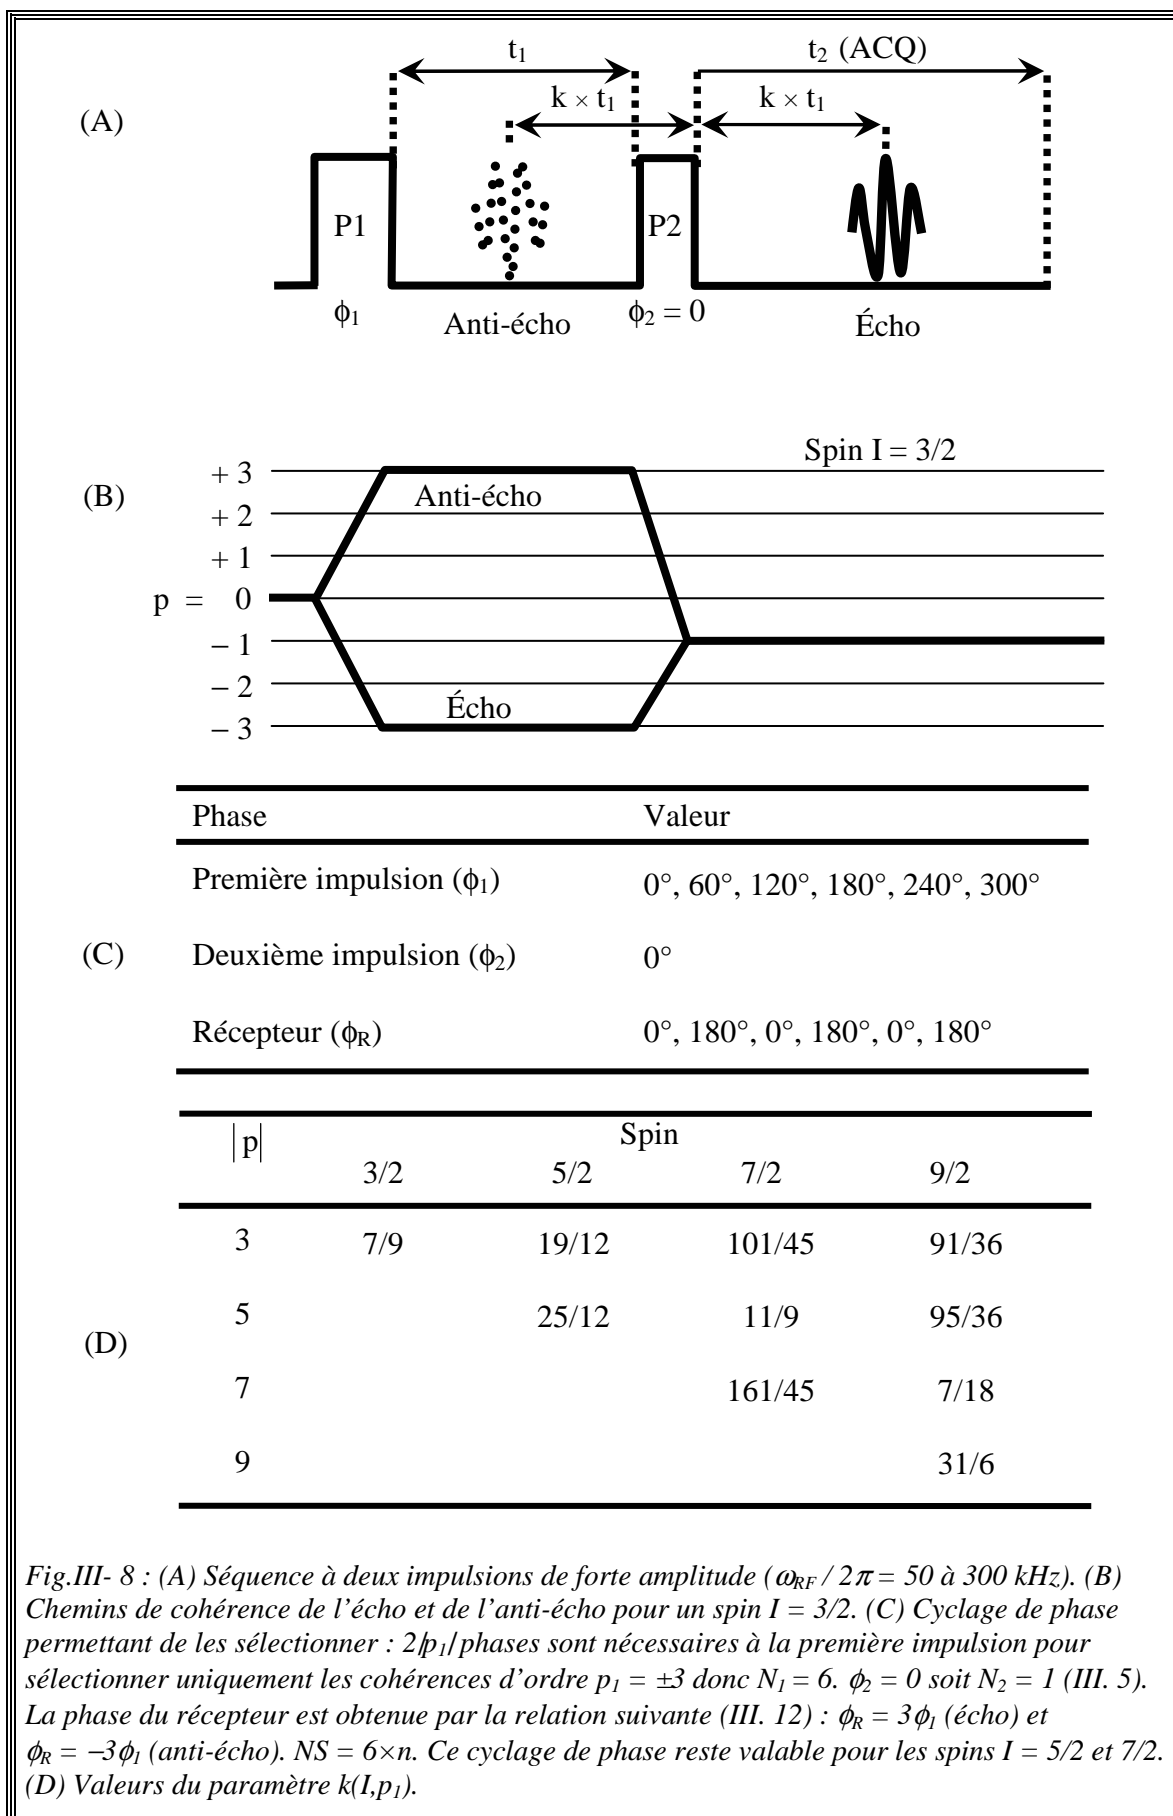 t1 t2 (ACQ)
k × t1 k × t1
(A)
P1 P2
ϕ1 Anti-écho ϕ2 = 0 Écho
Spin I = 3/2
+ 3
(B) Anti-écho
+ 2
+ 1
p = 0
− 1
− 2
Écho
− 3
Phase Valeur
Première impulsion (ϕ1) 0°, 60°, 120°, 180°, 240°, 300°
(C) Deuxième impulsion (ϕ2) 0°
Récepteur (ϕR) 0°, 180°, 0°, 180°, 0°, 180°
|p| Spin
3/2 5/2 7/2 9/2
3 7/9 19/12 101/45 91/36
5 25/12 11/9 95/36
(D)
7 161/45 7/18
9 31/6
Fig.III- 8 : (A) Séquence à deux impulsions de forte amplitude (ωRF / 2π = 50 à 300 kHz). (B)
Chemins de cohérence de l’écho et de l’anti-écho pour un spin I = 3/2. (C) Cyclage de phase
permettant de les sélectionner : 2|p1| phases sont nécessaires à la première impulsion pour
sélectionner uniquement les cohérences d’ordre p1 = ±3 donc N1 = 6. ϕ2 = 0 soit N2 = 1 (III. 5).
La phase du récepteur est obtenue par la relation suivante (III. 12) : ϕR = 3ϕ1 (écho) et
ϕR = −3ϕ1 (anti-écho). NS = 6×n. Ce cyclage de phase reste valable pour les spins I = 5/2 et 7/2.
(D) Valeurs du paramètre k(I,p1).